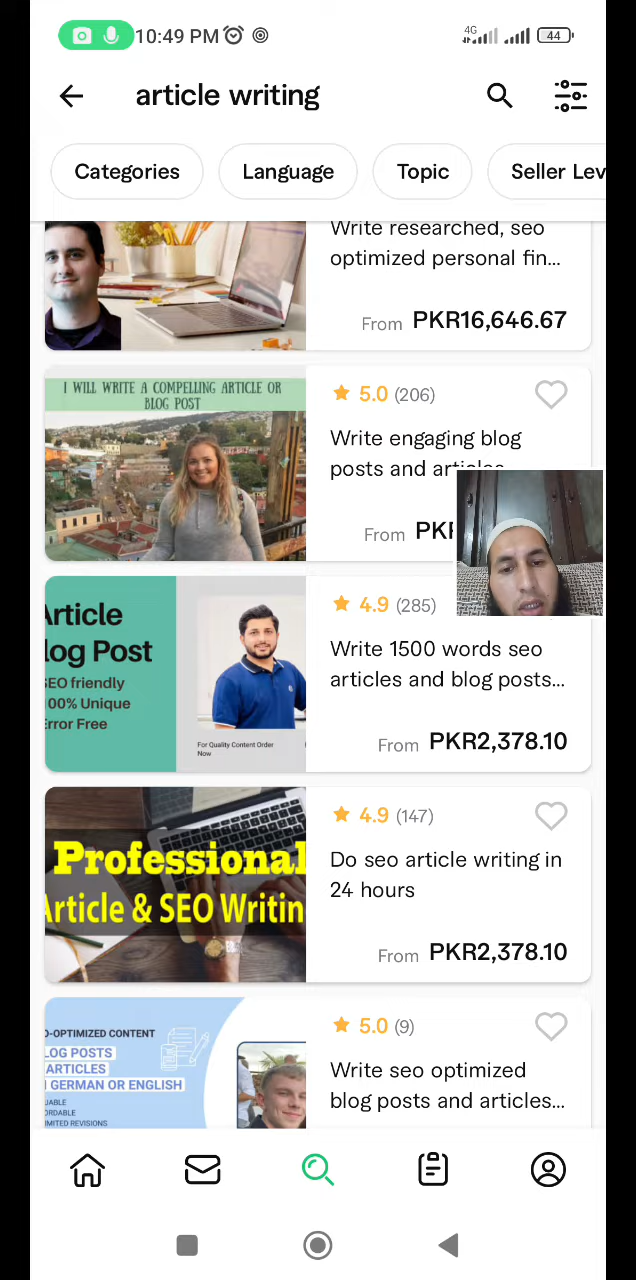 10:49 PM
4G
44
article writing
Categories
Language
Topic
Seller Lev
Write researched, seo
optimized personal fin...
From PKR16,646.67
I WILL WRITE A COMPELLING ARTICLE OR
BLOG POST
5.0 (206)
Write engaging blog
posts and articles
From PK
Article
log Post
SEO friendly
100% Unique
Error Free
For Quality Content Order
Now
4.9 (285)
Write 1500 words seo
articles and blog posts...
From PKR2,378.10
Professional
Article & SEO Writin
4.9 (147)
Do seo article writing in
24 hours
From PKR2,378.10
O-OPTIMIZED CONTENT
LOG POSTS
ARTICLES
GERMAN OR ENGLISH
5.0 (9)
Write seo optimized
blog posts and articles...